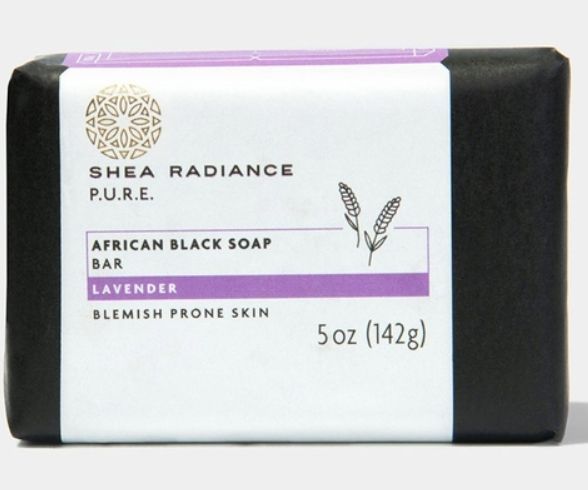 SHEA RADIANCE
P.U.R.E.
AFRICAN BLACK SOAP
BAR
LAVENDER
BLEMISH PRONE SKIN
5 oz (142g)